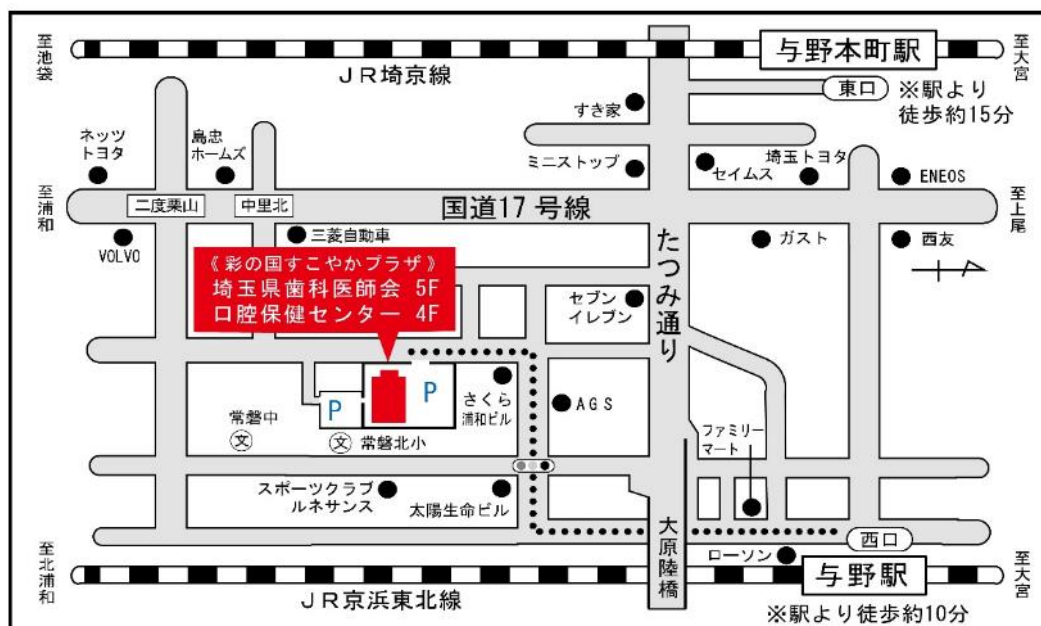 至池袋
JR埼京線
与野本町駅
至大宮
東口
※駅より
徒歩約15分
すき家
ネッツ
トヨタ
島忠
ホームズ
ミニストップ
セイムス
埼玉トヨタ
ENEOS
至浦和
二度栗山
中里北
国道17号線
至上尾
VOLVO
三菱自動車
たつみ通り
ガスト
西友
《彩の国すこやかプラザ》
埼玉県歯科医師会 5F
口腔保健センター 4F
セブン
イレブン
P
P
さくら
浦和ビル
AGS
常磐中
文
文
常磐北小
ファミリー
マート
スポーツクラブ
ルネサンス
太陽生命ビル
大原陸橋
西口
ローソン
至北浦和
JR京浜東北線
与野駅
至大宮
※駅より徒歩約10分